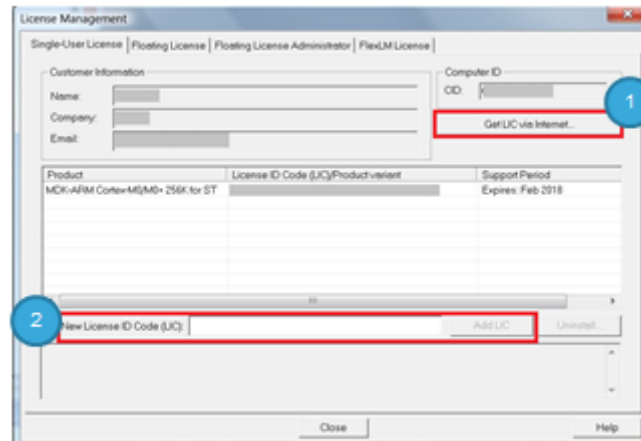 License Management
Single-User License | Floating License | Floating License Administrator | FlexLM License
Customer Information
Name:
Company:
Email:
Computer ID
CID:
1
Get LIC via Internet...
Product License ID Code (LIC)/Product variant Support Period
MDK-ARM Cortex-M0/M0+ 256K for ST Expires: Feb 2018
2
New License ID Code (LIC): Add LIC Uninstall...
Close Help